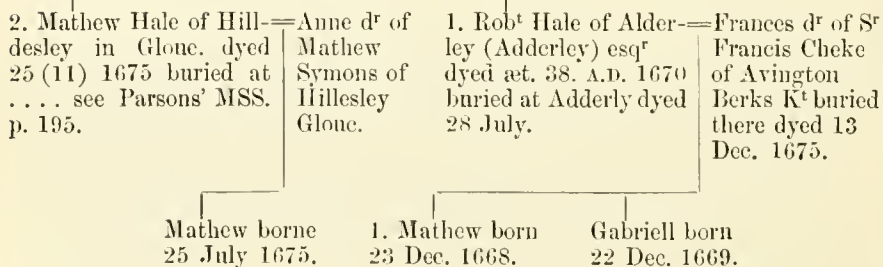 2. Mathew Hale of Hill-
desley in Glouc. dyed
25 (11) 1675 buried at
. . . . see Parsons' MSS.
p. 195.
=Anne dʳ of
Mathew
Symons of
Hillesley
Glouc.
1. Robᵗ Hale of Alder-
ley (Adderley) esqʳ
dyed æt. 38. A.D. 1670
buried at Adderly dyed
28 July.
=Frances dʳ of Sʳ
Francis Cheke
of Avington
Berks Kᵗ buried
there dyed 13
Dec. 1675.
Mathew borne
25 July 1675.
1. Mathew born
23 Dec. 1668.
Gabriell born
22 Dec. 1669.